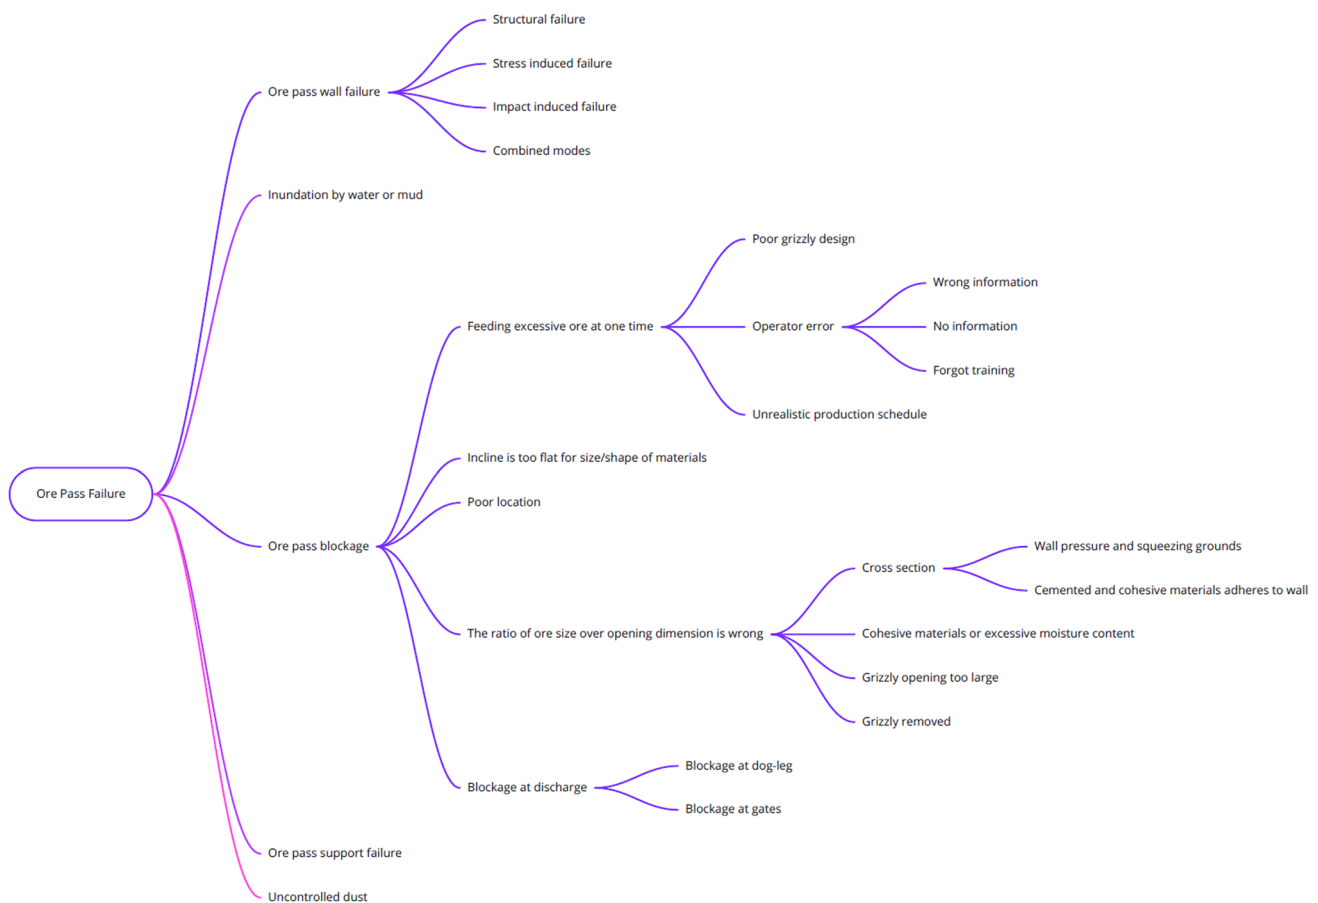 Structural failure
Stress induced failure
Ore pass wall failure
Impact induced failure
Combined modes
Inundation by water or mud
Poor grizzly design
Wrong information
Feeding excessive ore at one time
Operator error
No information
Forgot training
Unrealistic production schedule
Incline is too flat for size/shape of materials
Ore Pass Failure
Poor location
Ore pass blockage
Wall pressure and squeezing grounds
Cross section
Cemented and cohesive materials adheres to wall
The ratio of ore size over opening dimension is wrong
Cohesive materials or excessive moisture content
Grizzly opening too large
Grizzly removed
Blockage at dog-leg
Blockage at discharge
Blockage at gates
Ore pass support failure
Uncontrolled dust